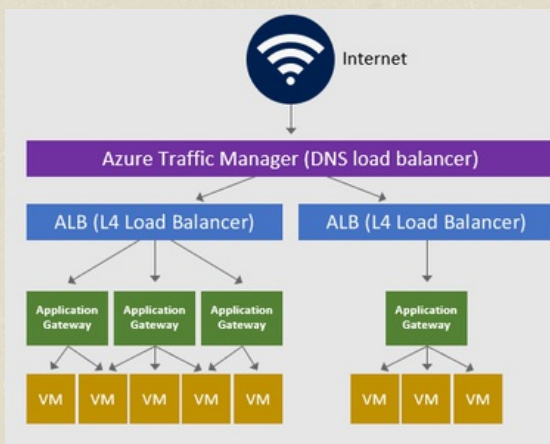 Internet
Azure Traffic Manager (DNS load balancer)
ALB (L4 Load Balancer)
ALB (L4 Load Balancer)
Application
Gateway
Application
Gateway
Application
Gateway
Application
Gateway
VM
VM
VM
VM
VM
VM
VM
VM